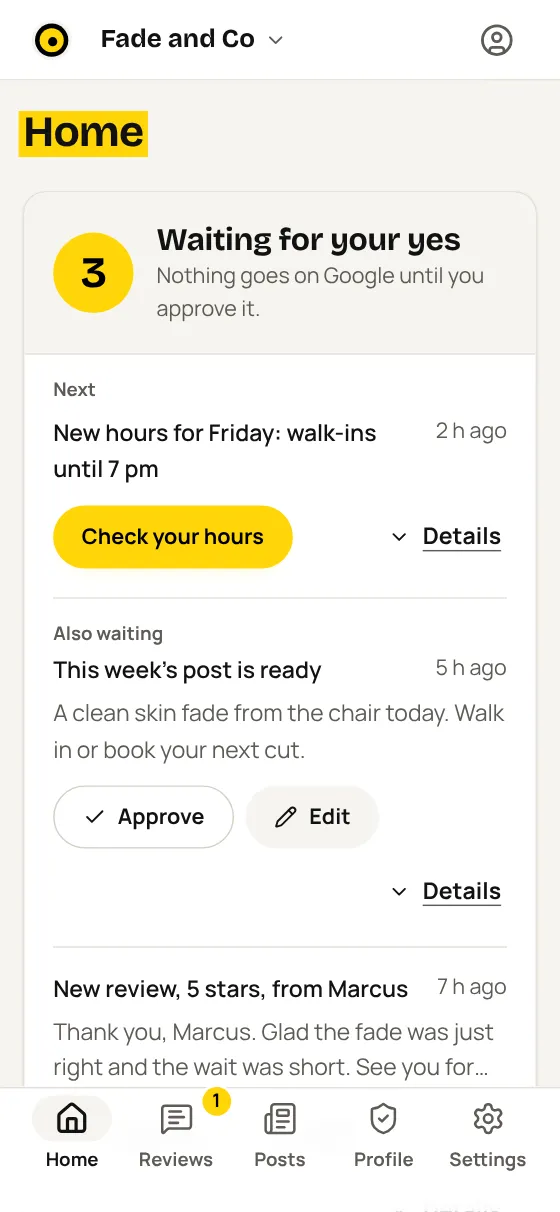 Fade and Co
Home
3
Waiting for your yes
Nothing goes on Google until you
approve it.
Next
New hours for Friday: walk-ins
until 7 pm
2 h ago
Check your hours
Details
Also waiting
This week's post is ready
5 h ago
A clean skin fade from the chair today. Walk
in or book your next cut.
Approve
Edit
Details
New review, 5 stars, from Marcus
7 h ago
Thank you, Marcus. Glad the fade was just
right and the wait was short. See you for…
1
Home
Reviews
Posts
Profile
Settings